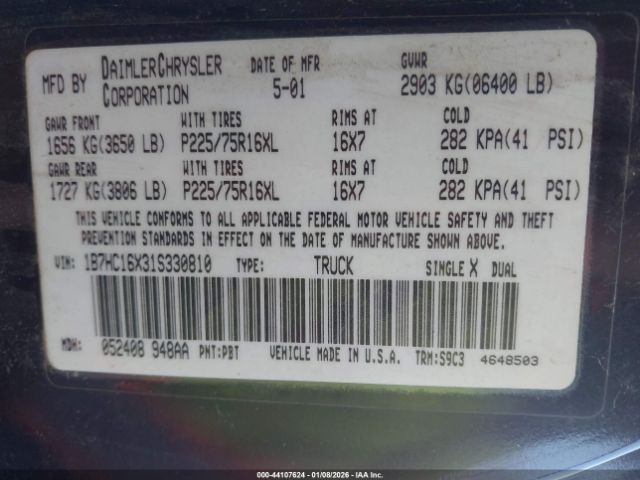 MFD BY DAIMLERCHRYSLER CORPORATION DATE OF MFR 5-01 GVWR 2903 KG(06400 LB)
GAWR FRONT WITH TIRES RIMS AT COLD
1656 KG(3650 LB) P225/75R16XL 16X7 282 KPA(41 PSI)
GAWR REAR WITH TIRES RIMS AT COLD
1727 KG(3806 LB) P225/75R16XL 16X7 282 KPA(41 PSI)
THIS VEHICLE CONFORMS TO ALL APPLICABLE FEDERAL MOTOR VEHICLE SAFETY AND THEFT
PREVENTION STANDARDS IN EFFECT ON THE DATE OF MANUFACTURE SHOWN ABOVE.
VIN: 1B7HC16X31S330810 TYPE: TRUCK SINGLE X DUAL
MDH: 052408 948AA PNT:PBT VEHICLE MADE IN U.S.A. TRM:S9C3 4648503
000-44107624 - 01/08/2026 - IAA Inc.